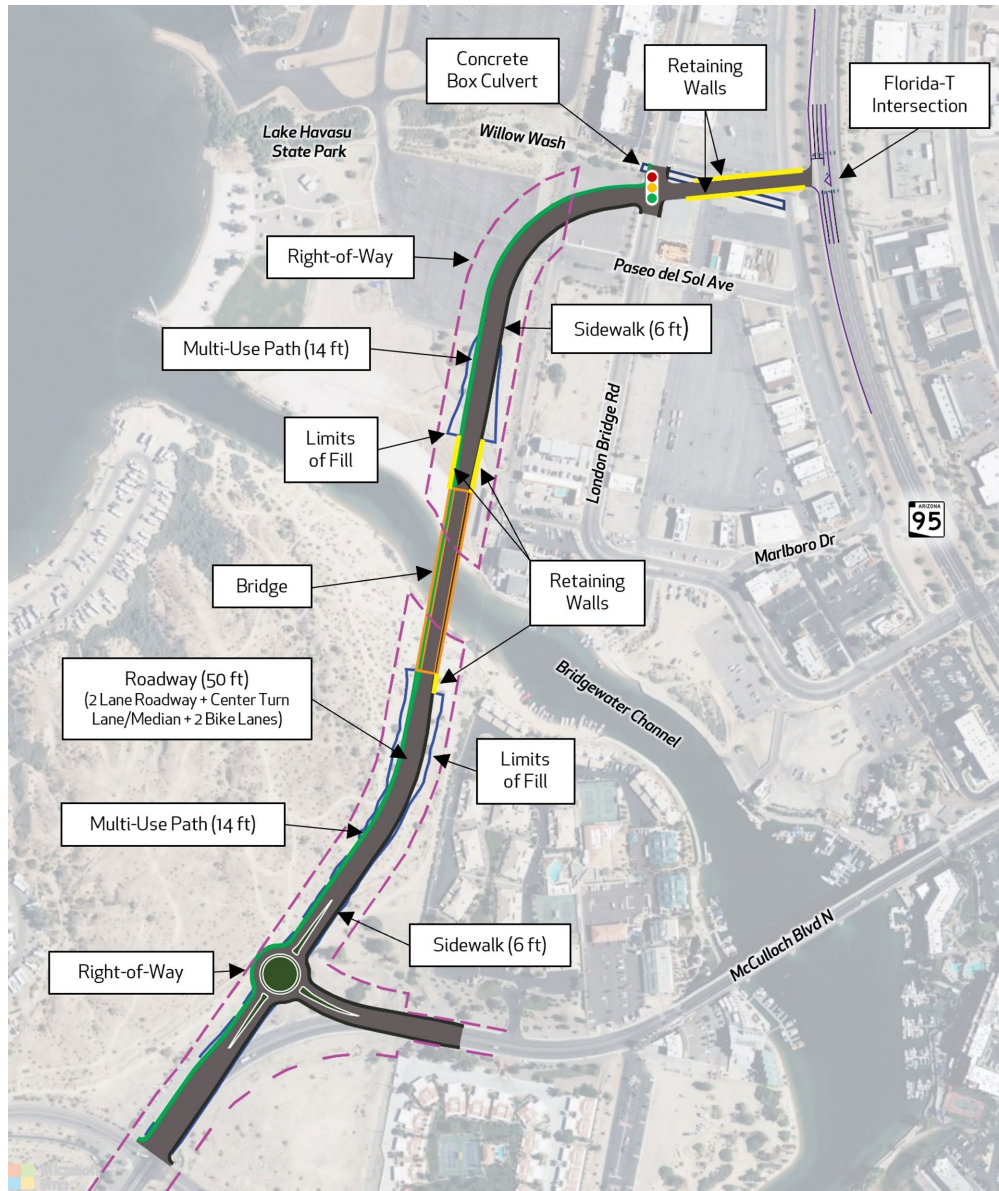 Concrete
Box Culvert
Retaining
Walls
Florida-T
Intersection
Lake Havasu
State Park
Willow Wash
Right-of-Way
Paseo del Sol Ave
Multi-Use Path (14 ft)
Sidewalk (6 ft)
Limits
of Fill
London Bridge Rd
ARIZONA
95
Marlboro Dr
Bridge
Retaining
Walls
Roadway (50 ft)
(2 Lane Roadway + Center Turn
Lane/Median + 2 Bike Lanes)
Bridgewater Channel
Limits
of Fill
Multi-Use Path (14 ft)
Sidewalk (6 ft)
McCulloch Blvd N
Right-of-Way